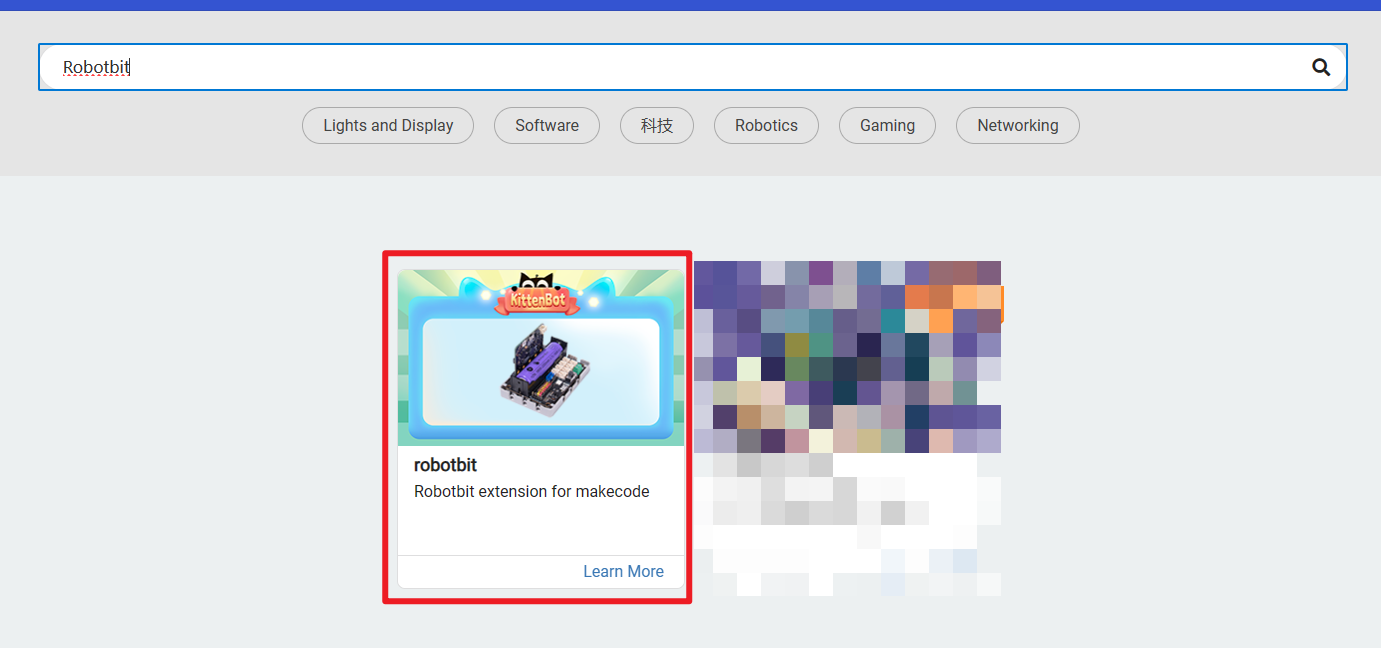 Robotbit
Lights and Display
Software
科技
Robotics
Gaming
Networking
KittenBot
robotbit
Robotbit extension for makecode
Learn More